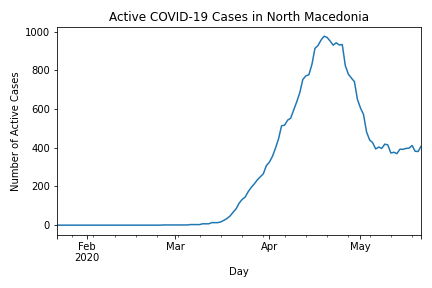 Active COVID-19 Cases in North Macedonia
1000
800
600
400
200
0
Number of Active Cases
Feb
2020
Mar
Apr
May
Day